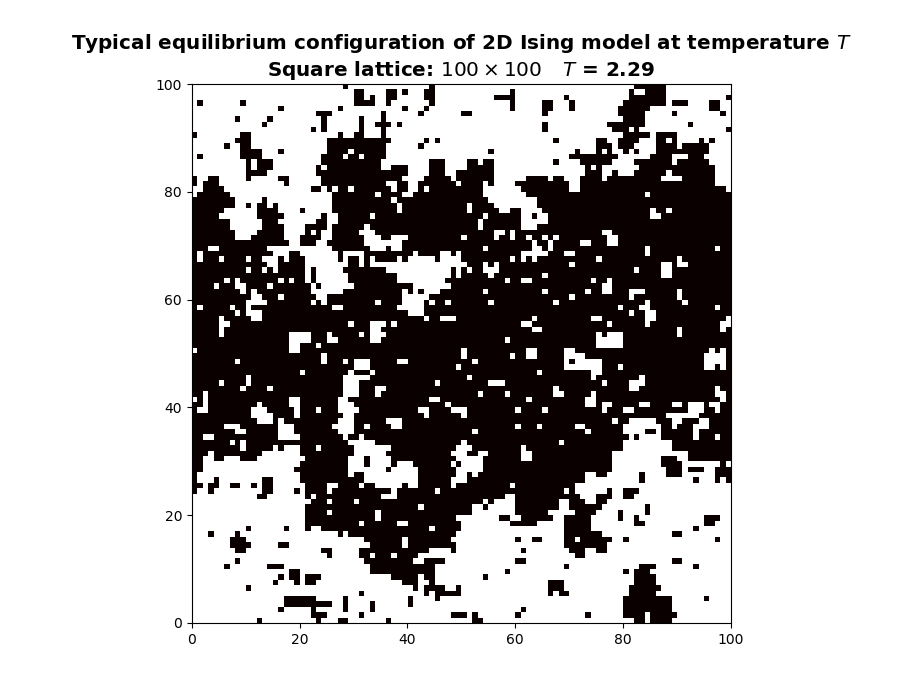 Typical equilibrium configuration of 2D Ising model at temperature T
Square lattice: 100 × 100 T = 2.29
100
80
60
40
20
0
0 20 40 60 80 100